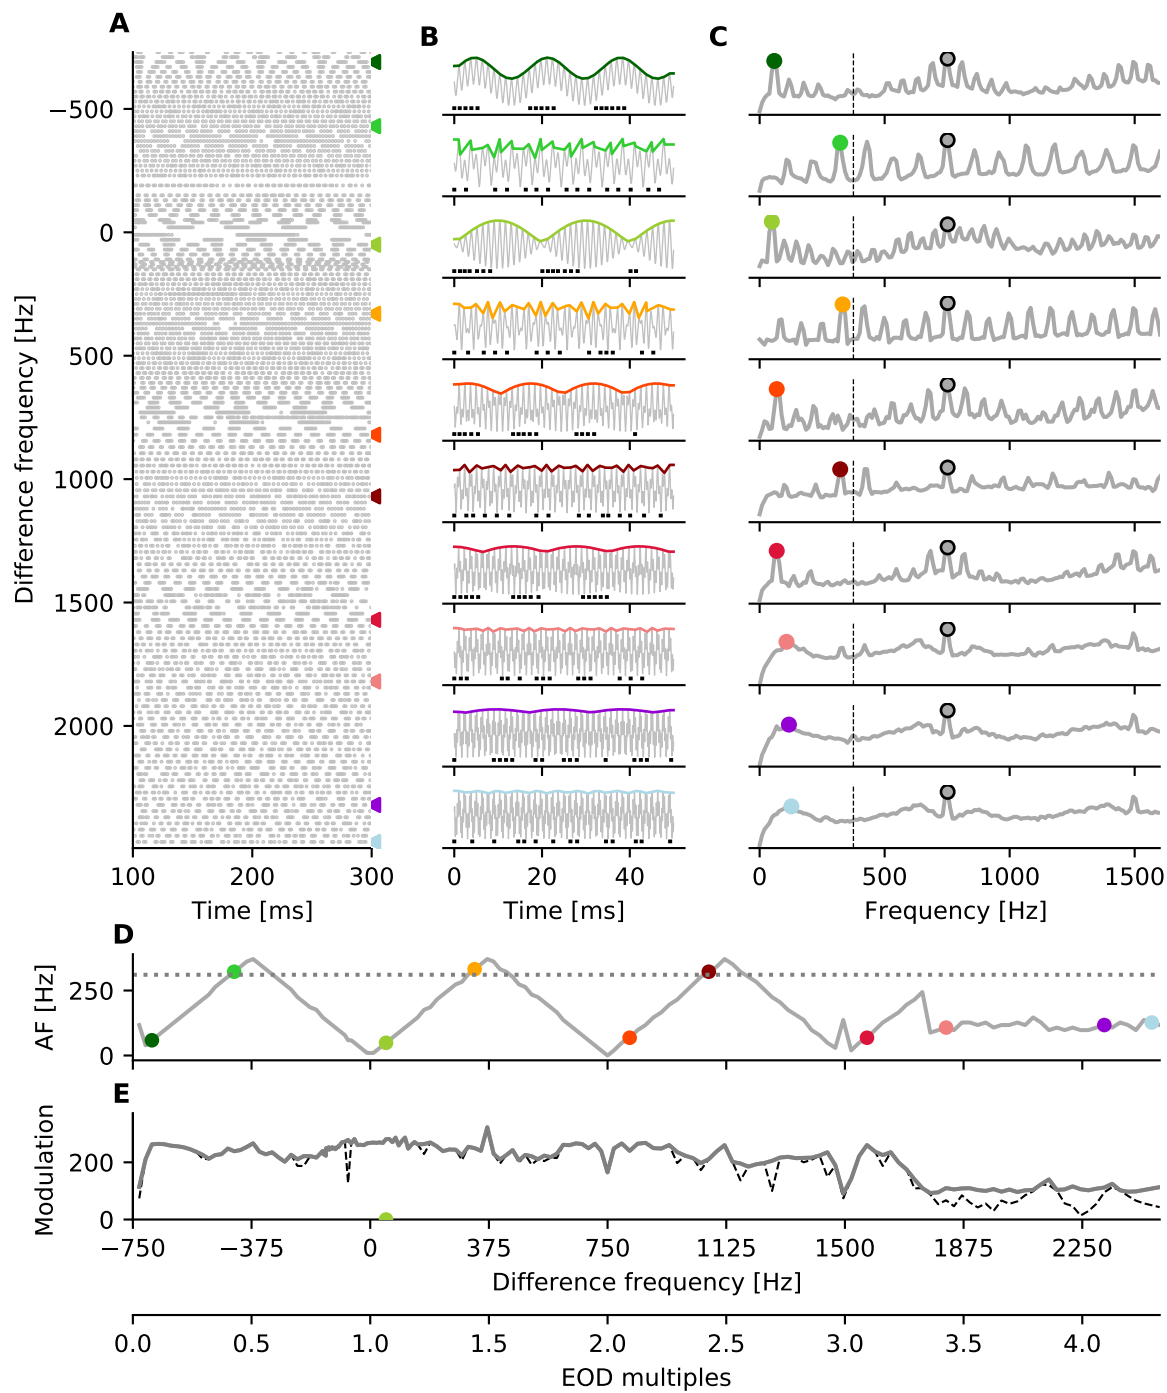 A
B
C
Difference frequency [Hz]
−500
0
500
1000
1500
2000
100
200
300
Time [ms]
0
20
40
Time [ms]
0
500
1000
1500
Frequency [Hz]
D
AF [Hz]
250
0
E
Modulation
200
0
−750
−375
0
375
750
1125
1500
1875
2250
Difference frequency [Hz]
0.0
0.5
1.0
1.5
2.0
2.5
3.0
3.5
4.0
EOD multiples